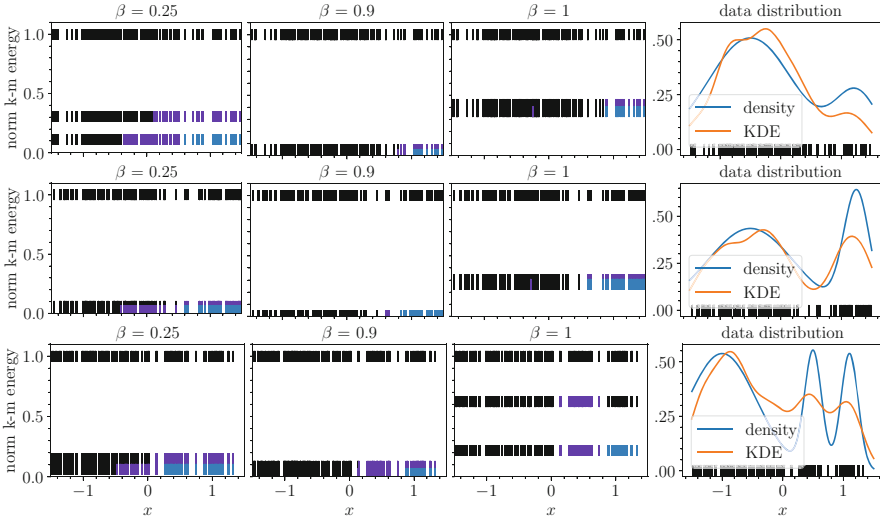 β = 0.25 β = 0.9 β = 1 data distribution
norm k-m energy
1.0
0.5
0.0
.50
.25
.00
density
KDE
β = 0.25 β = 0.9 β = 1 data distribution
norm k-m energy
1.0
0.5
0.0
.50
.25
.00
density
KDE
β = 0.25 β = 0.9 β = 1 data distribution
norm k-m energy
1.0
0.5
0.0
.50
.25
.00
density
KDE
−1 0 1 −1 0 1 −1 0 1 −1 0 1
x x x x